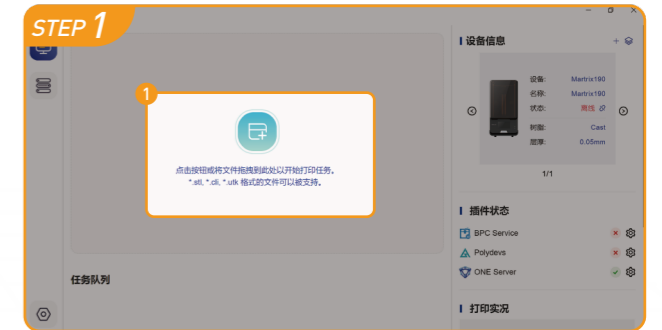 STEP 1
设备信息
1
设备: Martrix190
名称: Martrix190
状态: 离线
树脂: Cast
层厚: 0.05mm
1/1
点击按钮或将文件拖拽到此处以开始打印任务。
*.stl, *.cli, *.utk 格式的文件可以被支持。
插件状态
BPC Service
Polydevs
ONE Server
任务队列
打印实况